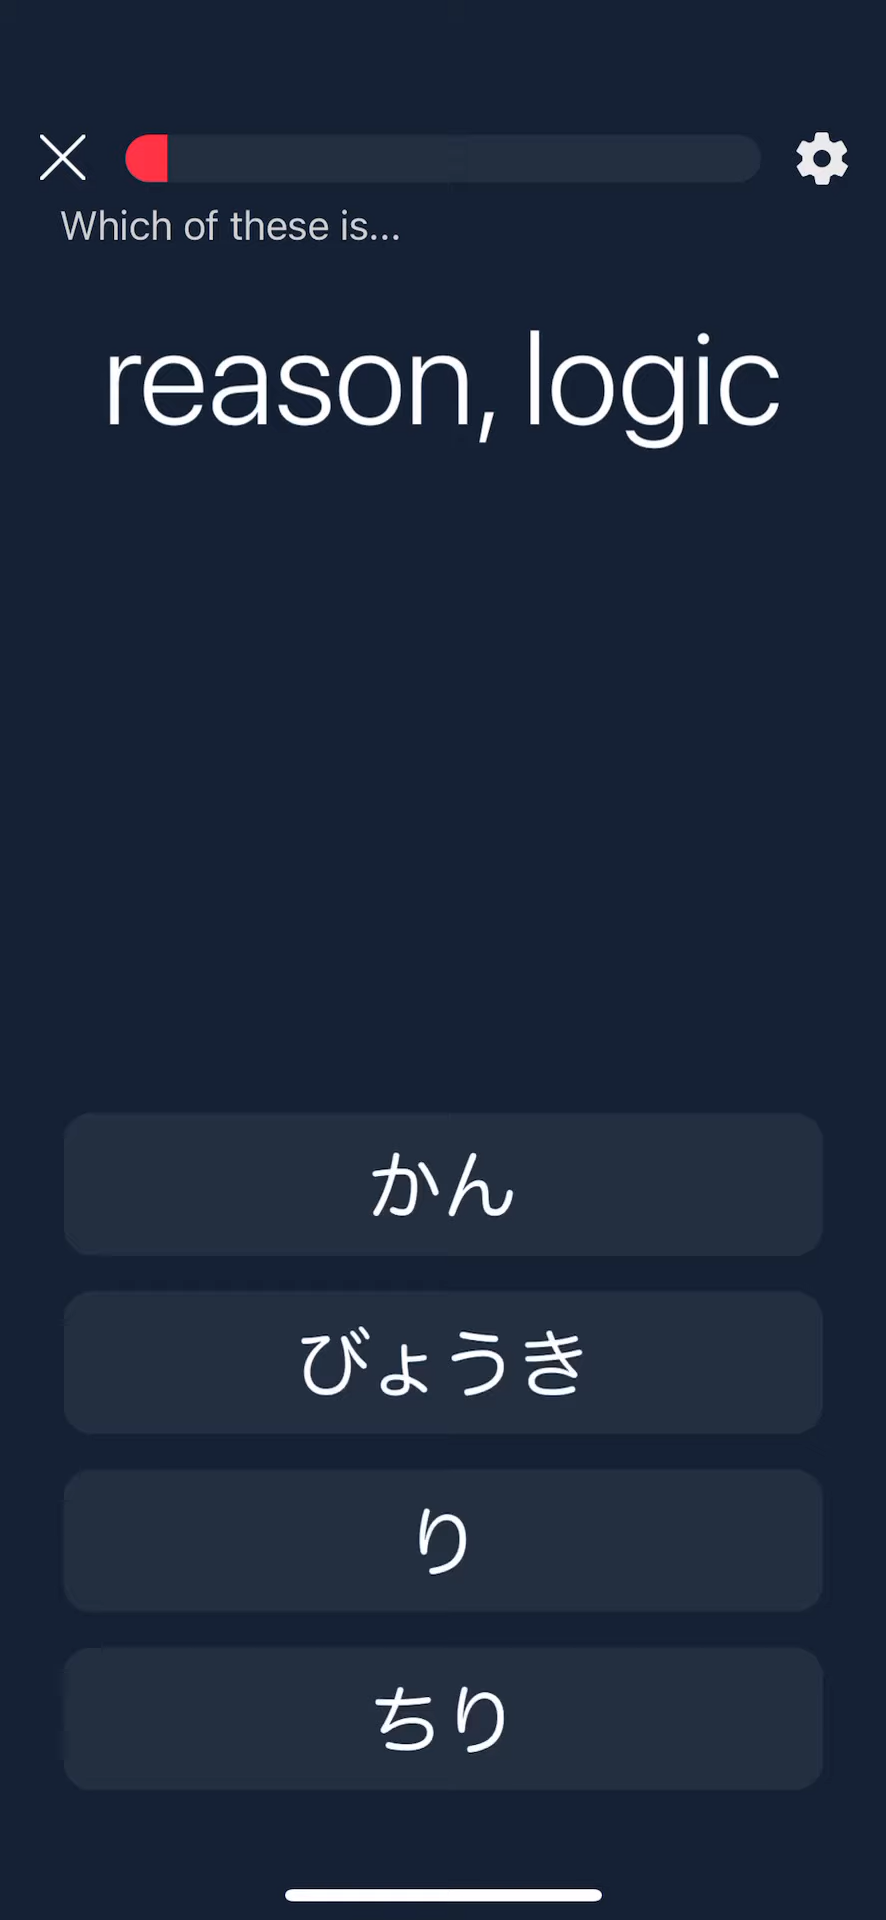 Which of these is...
reason, logic
かん
びょうき
り
ちり